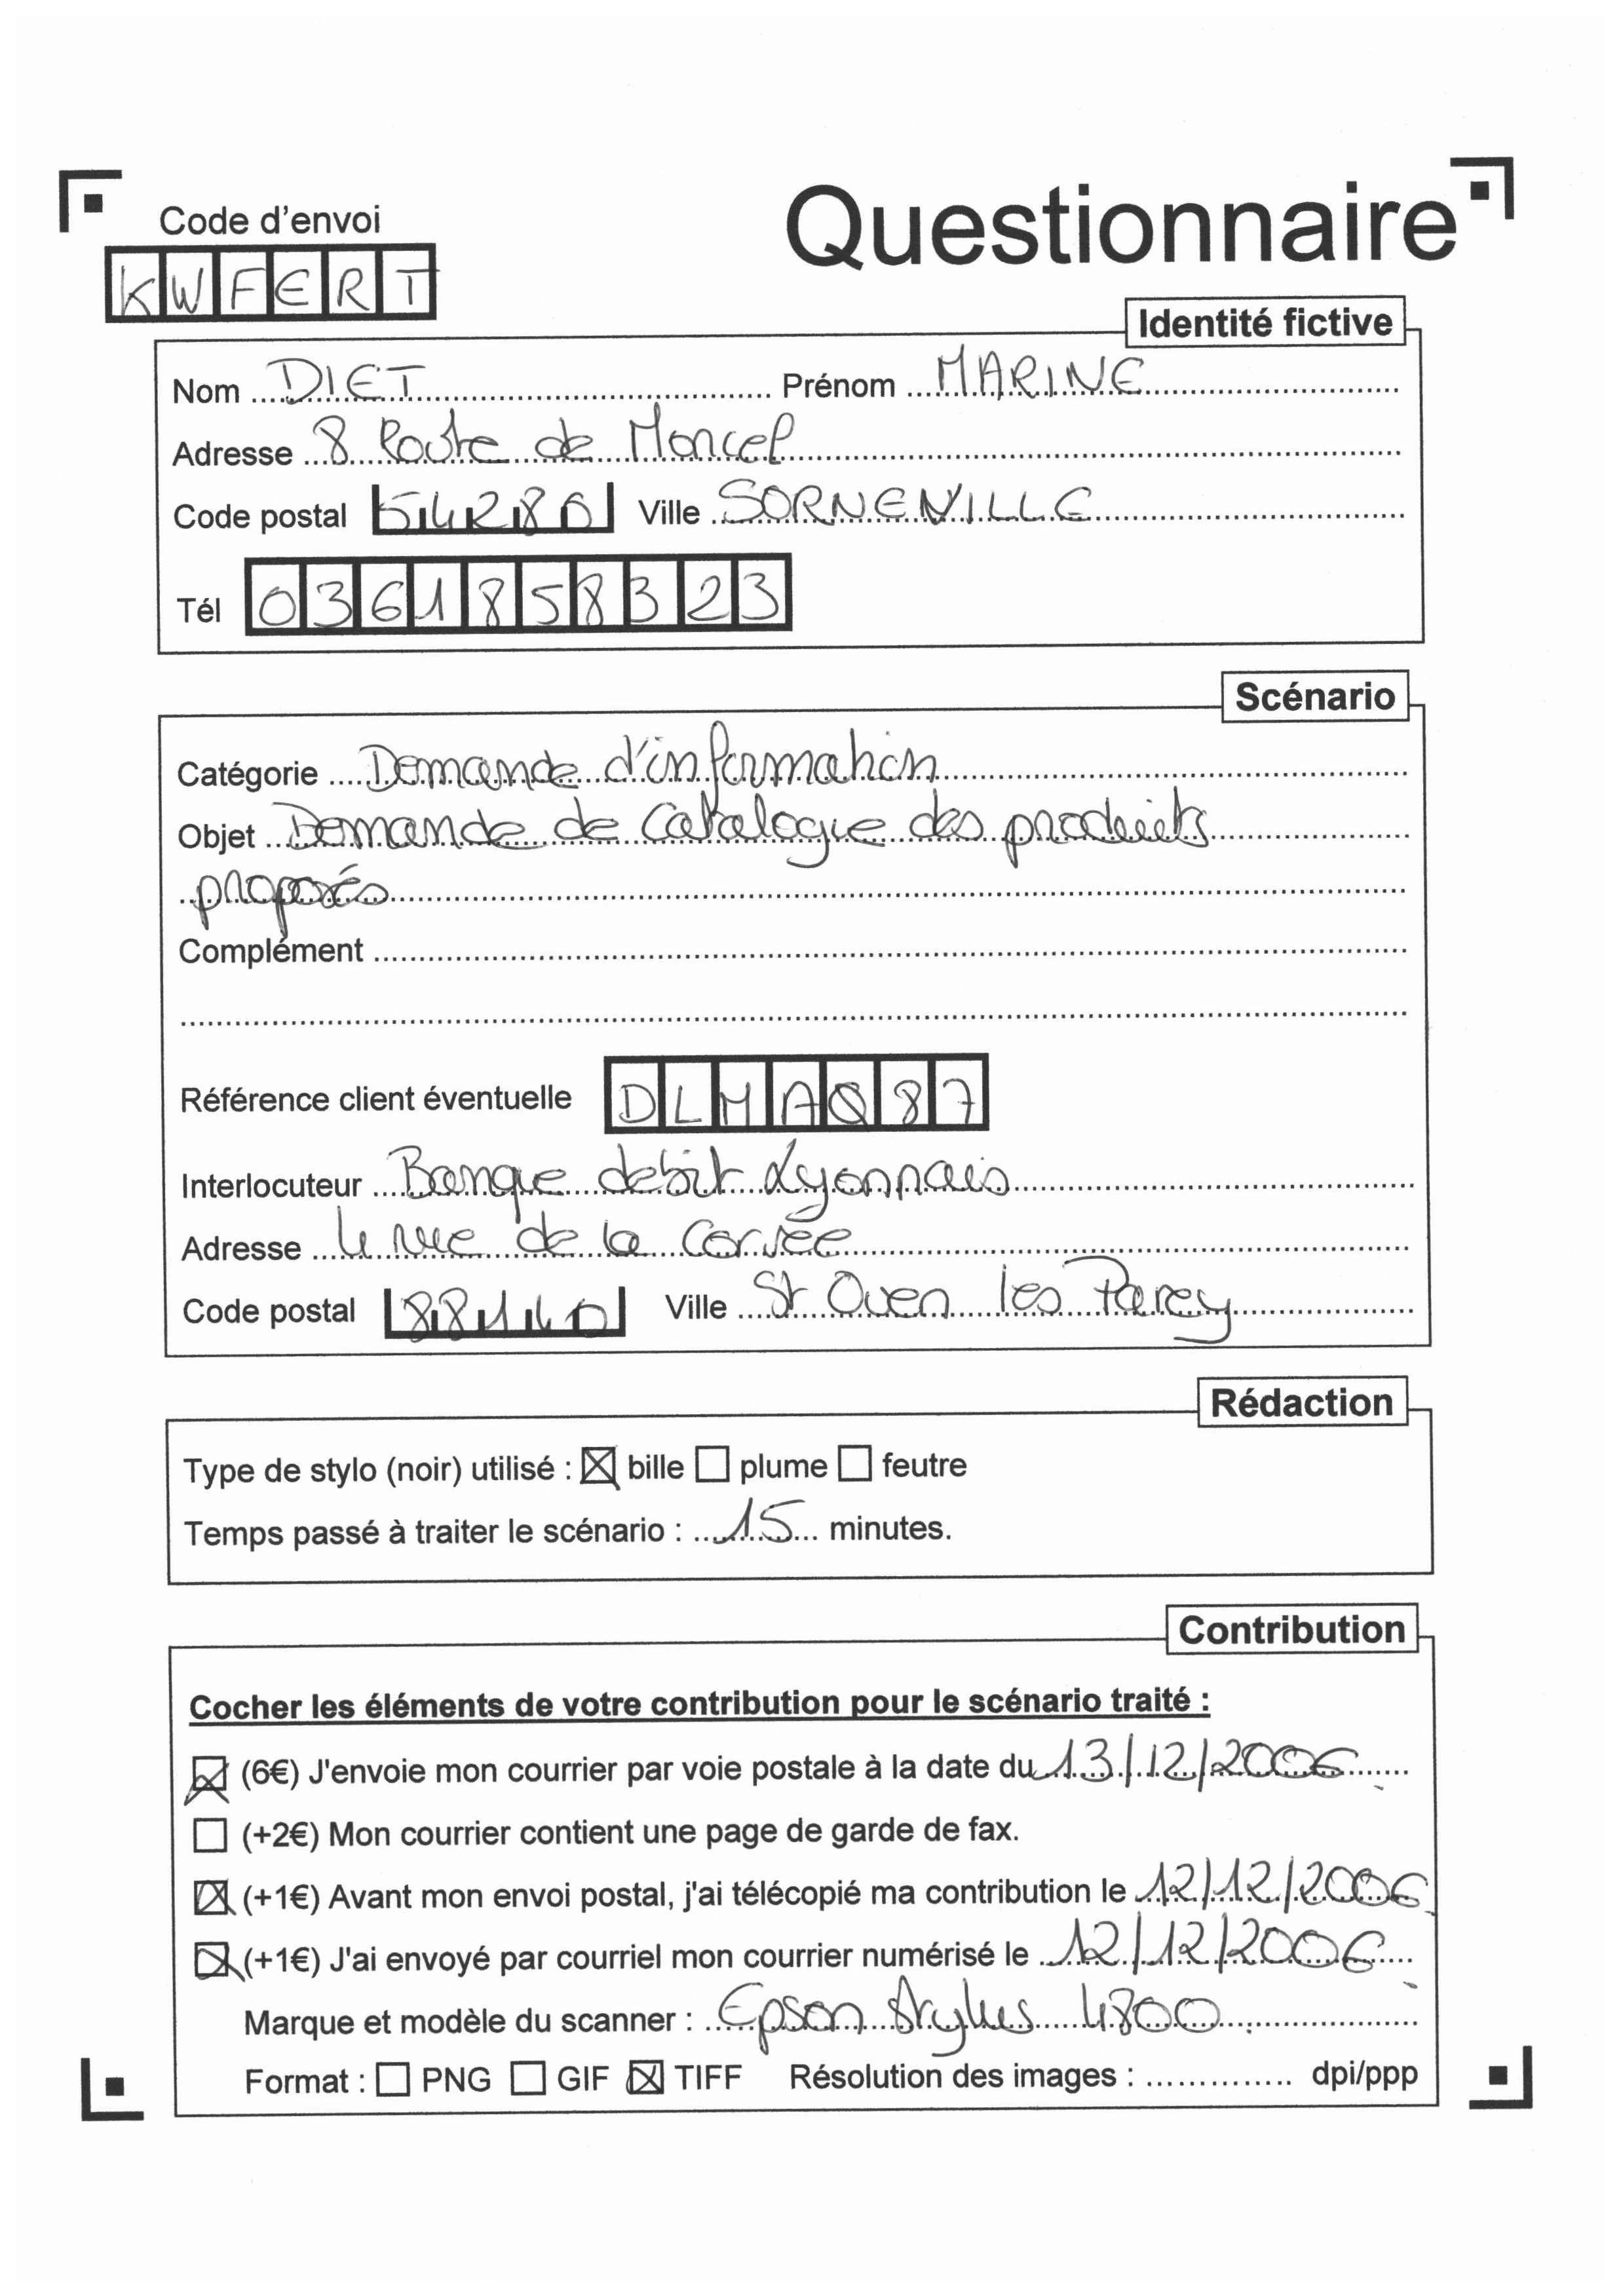 Questionnaire
Code d'envoi
KWFERT
Identité fictive
Nom DIET Prénom MARINE
Adresse 8 Route de Moncel
Code postal 54280 Ville SORNEVILLE
Tél 0361858323
Scénario
Catégorie Demande d'information
Objet Demande de catalogue des produits
proposés
Complément
Référence client éventuelle DLMAQ87
Interlocuteur Banque debit Lyonnais
Adresse 4 rue de la Corvée
Code postal 88140 Ville St Ouen les Parey
Rédaction
Type de stylo (noir) utilisé : ☒ bille ☐ plume ☐ feutre
Temps passé à traiter le scénario : 15 minutes.
Contribution
Cocher les éléments de votre contribution pour le scénario traité :
☒ (6€) J'envoie mon courrier par voie postale à la date du 13/12/2006
☐ (+2€) Mon courrier contient une page de garde de fax.
☒ (+1€) Avant mon envoi postal, j'ai télécopié ma contribution le 12/12/2006
☒ (+1€) J'ai envoyé par courriel mon courrier numérisé le 12/12/2006
Marque et modèle du scanner : Epson Stylus 4800
Format : ☐ PNG ☐ GIF ☒ TIFF Résolution des images : dpi/ppp